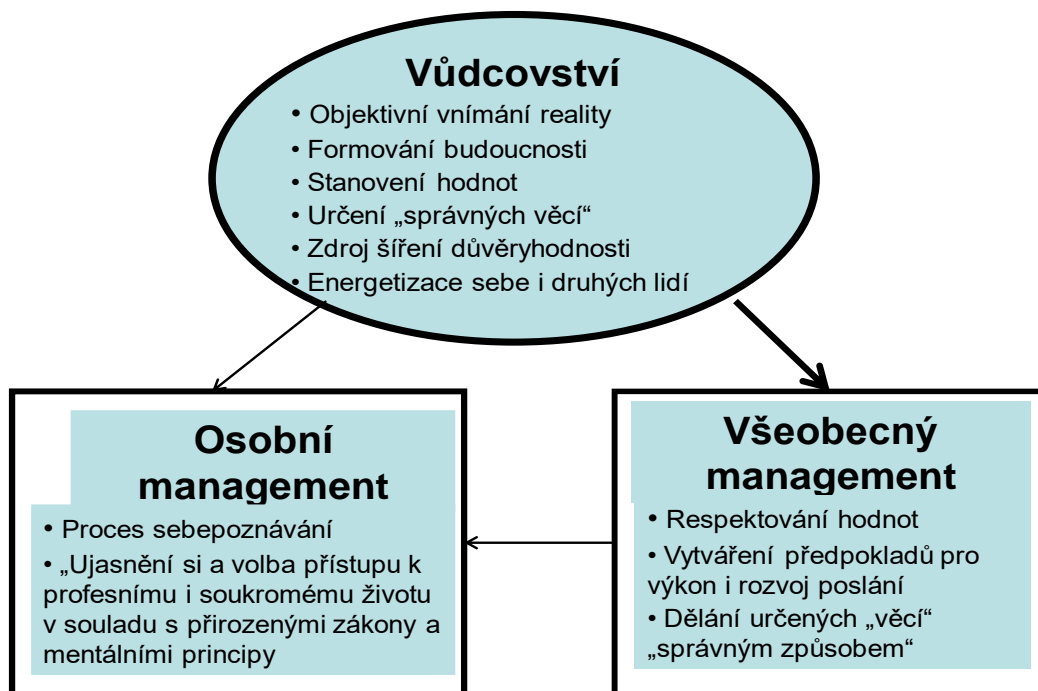 Vůdcovství
• Objektivní vnímání reality
• Formování budoucnosti
• Stanovení hodnot
• Určení „správných věcí“
• Zdroj šíření důvěryhodnosti
• Energetizace sebe i druhých lidí
Osobní
management
• Proces sebepoznávání
• „Ujasnění si a volba přístupu k
profesnímu i soukromému životu
v souladu s přirozenými zákony a
mentálními principy
Všeobecný
management
• Respektování hodnot
• Vytváření předpokladů pro
výkon i rozvoj poslání
• Dělání určených „věcí“
„správným způsobem“